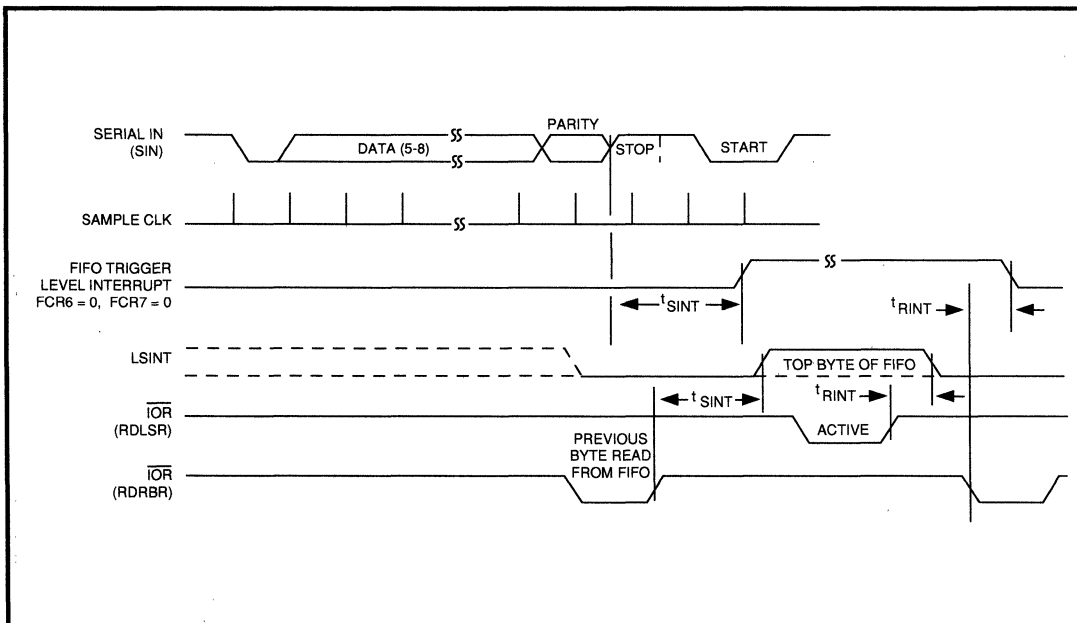 SERIAL IN
(SIN)
DATA (5-8)
PARITY
STOP
START
SAMPLE CLK
FIFO TRIGGER
LEVEL INTERRUPT
FCR6 = 0, FCR7 = 0
tSINT
tRINT
LSINT
TOP BYTE OF FIFO
tSINT
tRINT
IOR
(RDLSR)
ACTIVE
PREVIOUS
BYTE READ
FROM FIFO
IOR
(RDRBR)